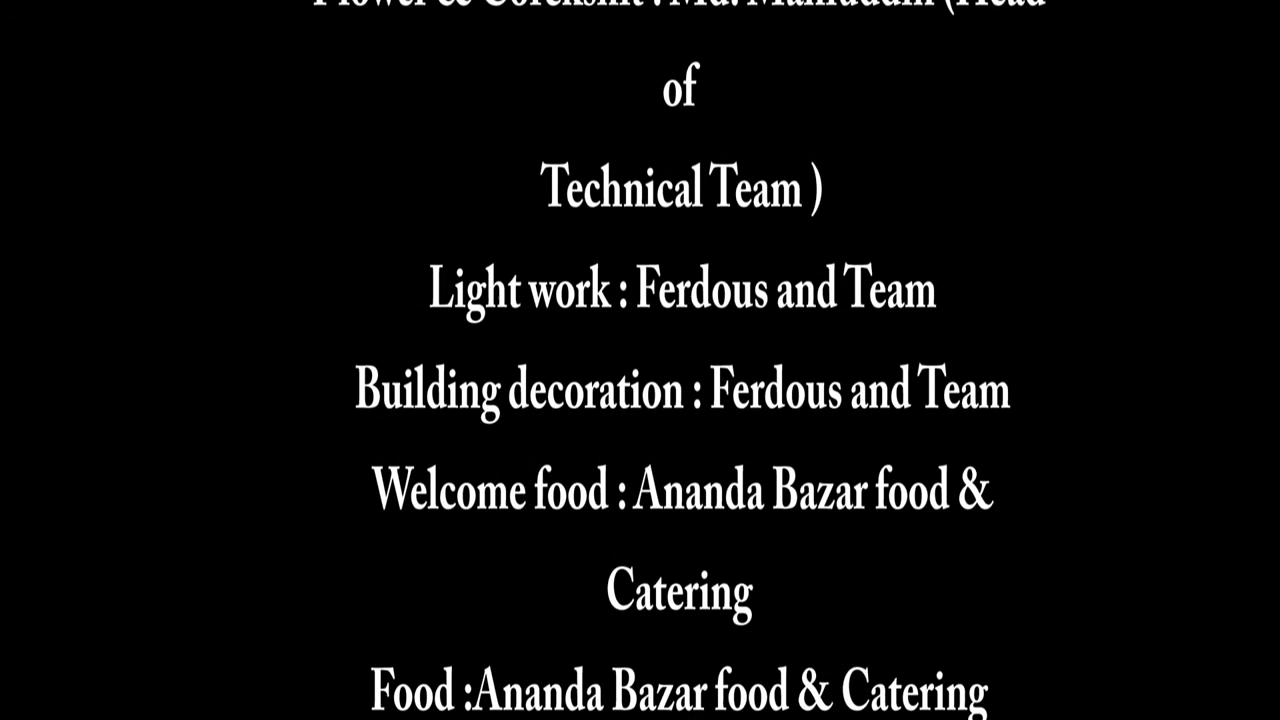 of
Technical Team )
Light work : Ferdous and Team
Building decoration : Ferdous and Team
Welcome food : Ananda Bazar food &
Catering
Food :Ananda Bazar food & Catering